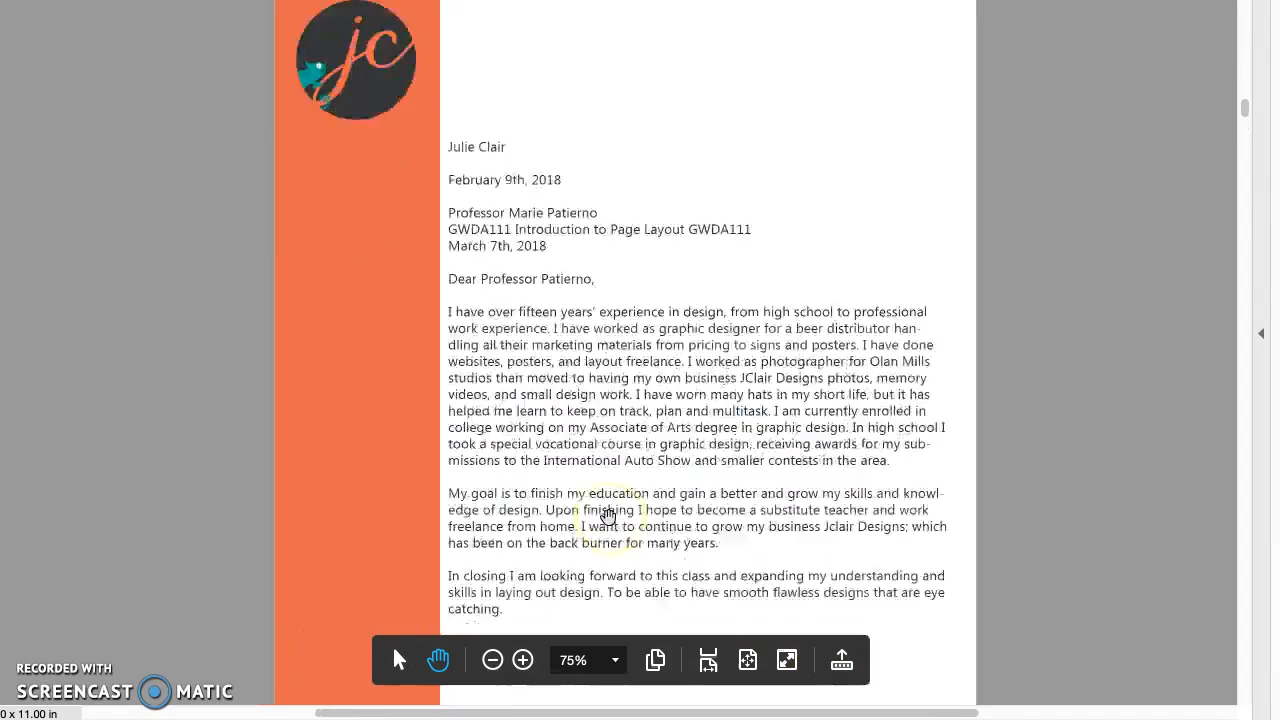 jc
Julie Clair
February 9th, 2018
Professor Marie Patierno
GWDA111 Introduction to Page Layout GWDA111
March 7th, 2018
Dear Professor Patierno,
I have over fifteen years' experience in design, from high school to professional
work experience. I have worked as graphic designer for a beer distributor han-
dling all their marketing materials from pricing to signs and posters. I have done
websites, posters, and layout freelance. I worked as photographer for Olan Mills
studios than moved to having my own business JClair Designs photos, memory
videos, and small design work. I have worn many hats in my short life, but it has
helped me learn to keep on track, plan and multitask. I am currently enrolled in
college working on my Associate of Arts degree in graphic design. In high school I
took a special vocational course in graphic design, receiving awards for my sub-
missions to the International Auto Show and smaller contests in the area.
My goal is to finish my education and gain a better and grow my skills and knowl-
edge of design. Upon finishing I hope to become a substitute teacher and work
freelance from home. I want to continue to grow my business Jclair Designs; which
has been on the back burner for many years.
In closing I am looking forward to this class and expanding my understanding and
skills in laying out design. To be able to have smooth flawless designs that are eye
catching.
75%
RECORDED WITH
SCREENCAST MATIC
0 x 11.00 in